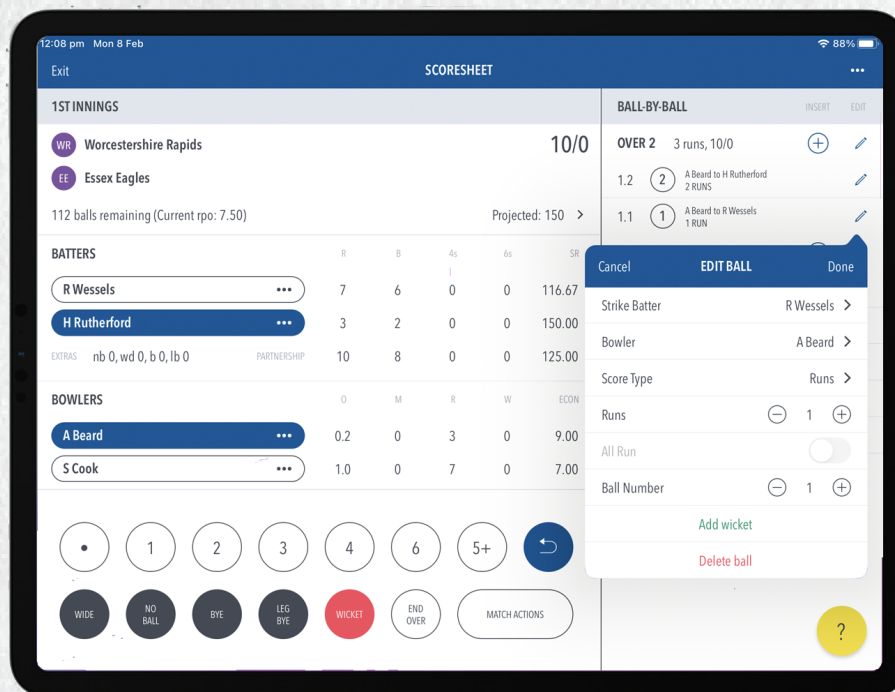 12:08 pm Mon 8 Feb 88%
Exit SCORESHEET •••
1ST INNINGS
WR Worcestershire Rapids 10/0
EE Essex Eagles
112 balls remaining (Current rpo: 7.50) Projected: 150 >
BATTERS R B 4s 6s SR
R Wessels ••• 7 6 0 0 116.67
H Rutherford ••• 3 2 0 0 150.00
EXTRAS nb 0, wd 0, b 0, lb 0 PARTNERSHIP 10 8 0 0 125.00
BOWLERS O M R W ECON
A Beard ••• 0.2 0 3 0 9.00
S Cook ••• 1.0 0 7 0 7.00
• 1 2 3 4 6 5+
WIDE NO BALL BYE LEG BYE WICKET END OVER MATCH ACTIONS
BALL-BY-BALL INSERT EDIT
OVER 2 3 runs, 10/0
1.2 2 A Beard to H Rutherford
2 RUNS
1.1 1 A Beard to R Wessels
1 RUN
Cancel EDIT BALL Done
Strike Batter R Wessels >
Bowler A Beard >
Score Type Runs >
Runs − 1 +
All Run
Ball Number − 1 +
Add wicket
Delete ball
?